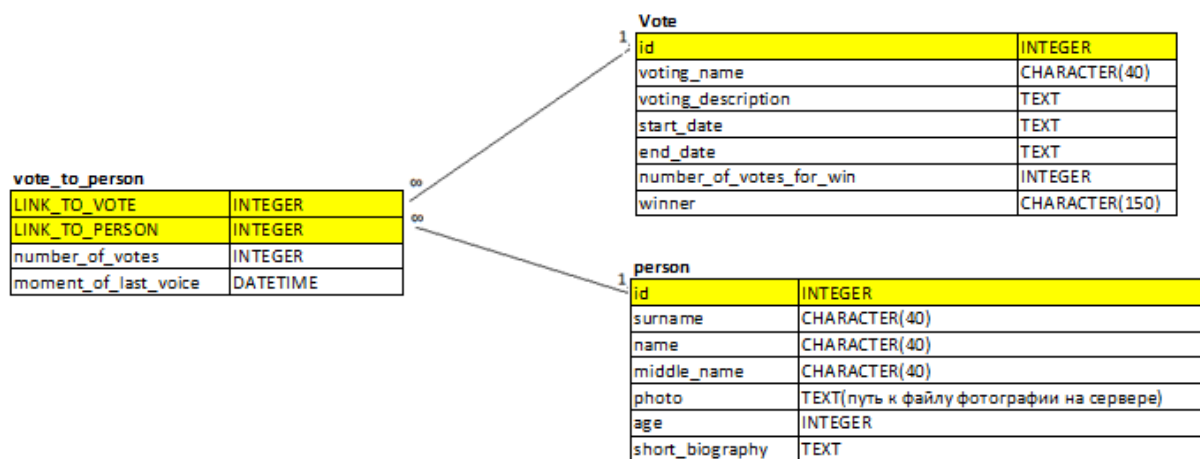 Vote
1
id INTEGER
voting_name CHARACTER(40)
voting_description TEXT
start_date TEXT
end_date TEXT
number_of_votes_for_win INTEGER
winner CHARACTER(150)
vote_to_person
∞
LINK_TO_VOTE INTEGER
∞
LINK_TO_PERSON INTEGER
number_of_votes INTEGER
moment_of_last_voice DATETIME
person
1
id INTEGER
surname CHARACTER(40)
name CHARACTER(40)
middle_name CHARACTER(40)
photo TEXT(путь к файлу фотографии на сервере)
age INTEGER
short_biography TEXT